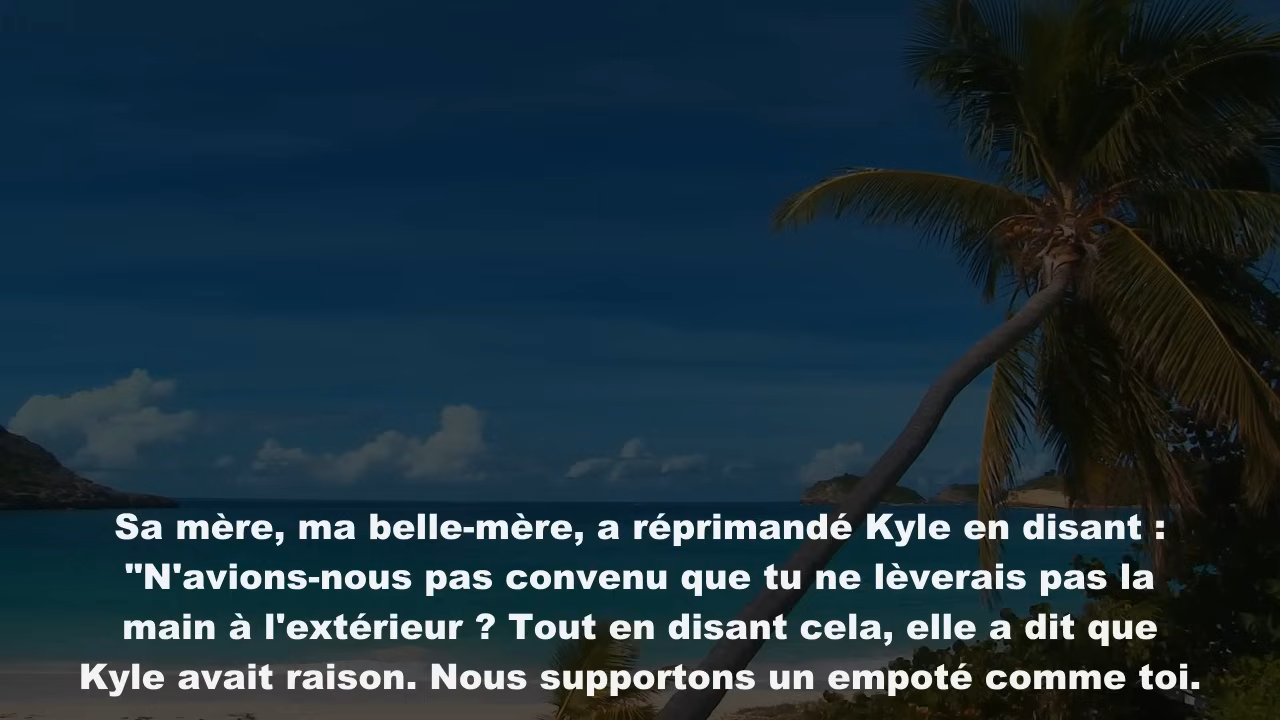 Sa mère, ma belle-mère, a réprimandé Kyle en disant :
"N'avions-nous pas convenu que tu ne lèverais pas la
main à l'extérieur ? Tout en disant cela, elle a dit que
Kyle avait raison. Nous supportons un empoté comme toi.